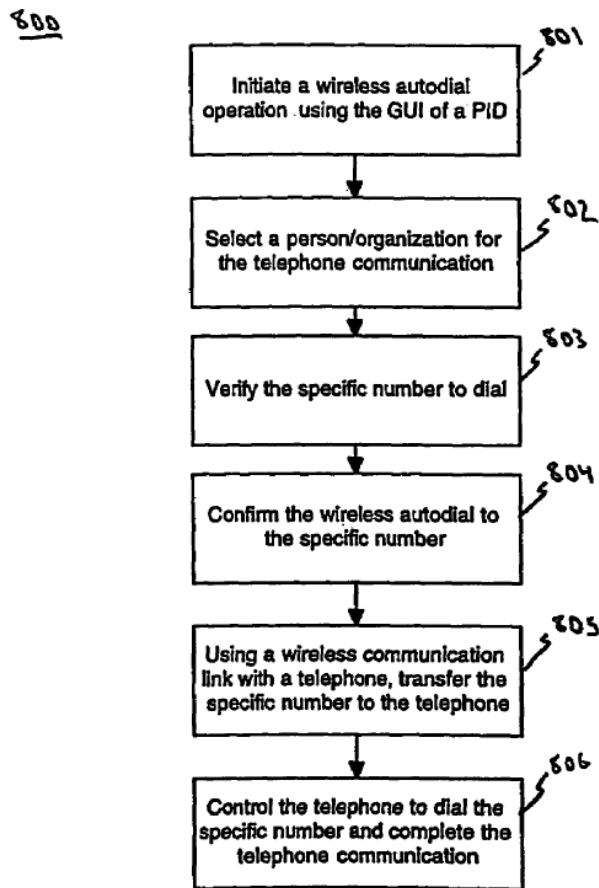 800
801
Initiate a wireless autodial
operation using the GUI of a PID
802
Select a person/organization for
the telephone communication
803
Verify the specific number to dial
804
Confirm the wireless autodial to
the specific number
805
Using a wireless communication
link with a telephone, transfer the
specific number to the telephone
806
Control the telephone to dial the
specific number and complete the
telephone communication